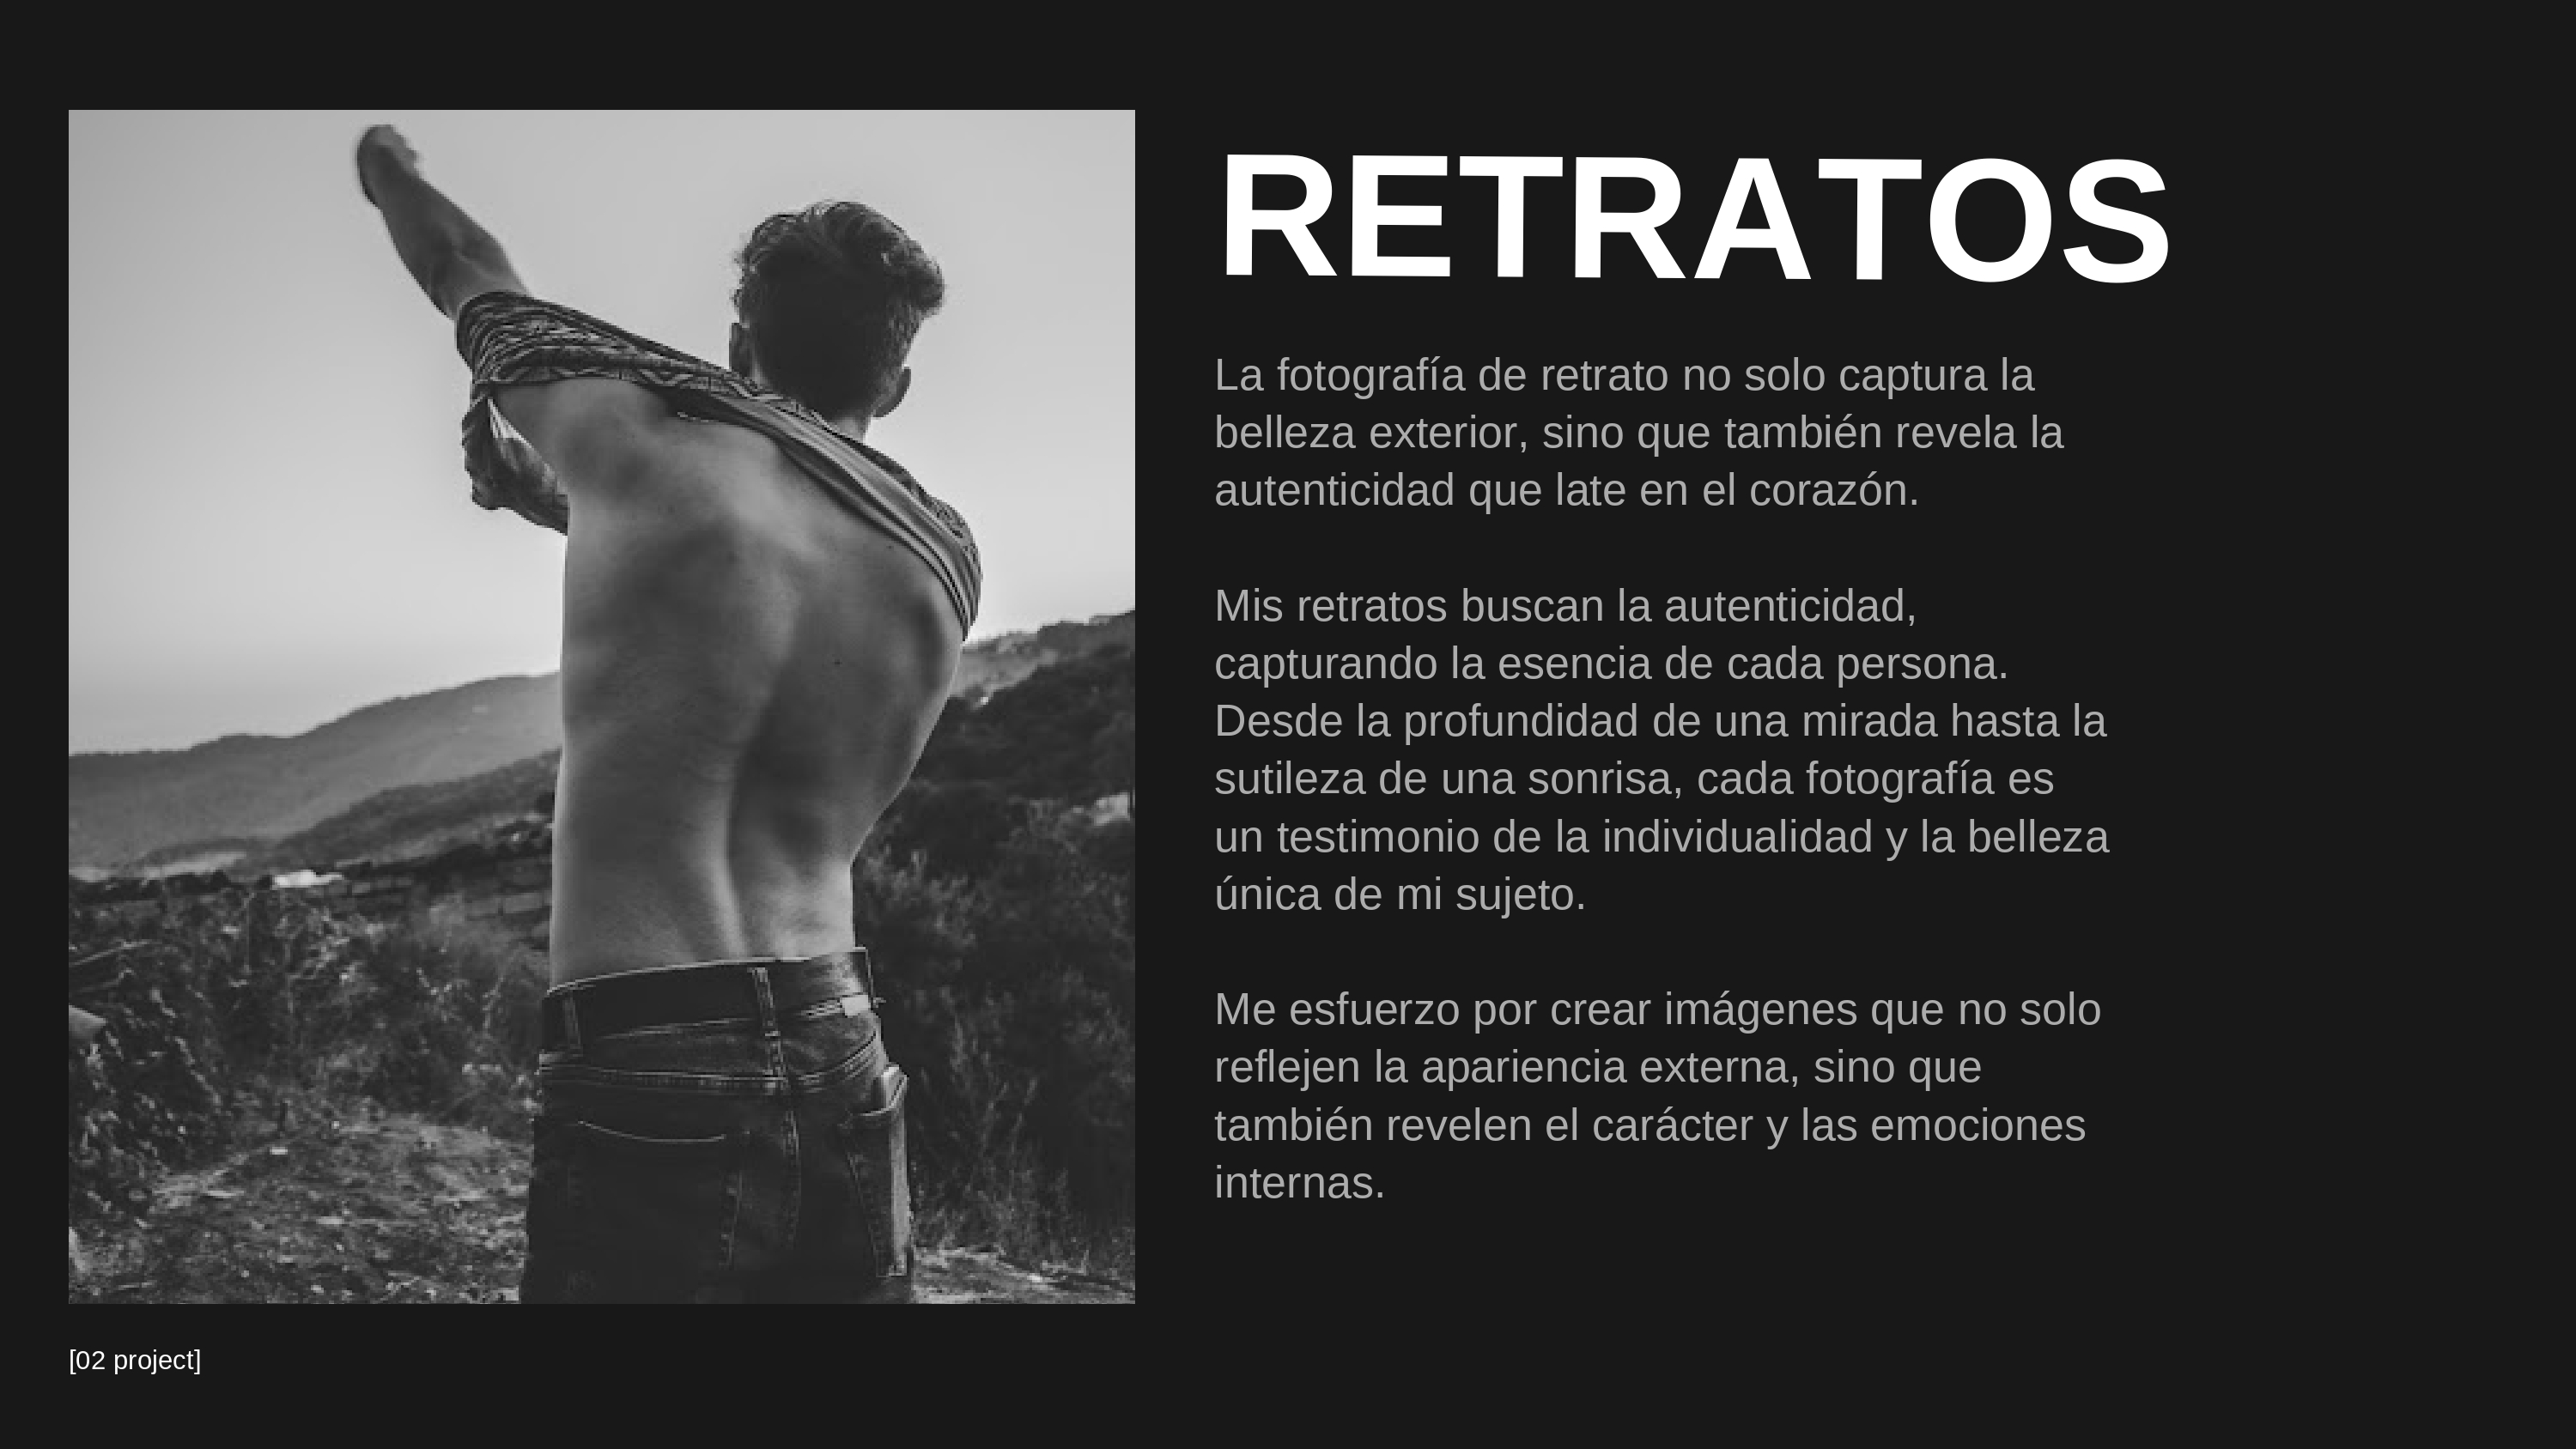 RETRATOS
La fotografía de retrato no solo captura la
belleza exterior, sino que también revela la
autenticidad que late en el corazón.
Mis retratos buscan la autenticidad,
capturando la esencia de cada persona.
Desde la profundidad de una mirada hasta la
sutileza de una sonrisa, cada fotografía es
un testimonio de la individualidad y la belleza
única de mi sujeto.
Me esfuerzo por crear imágenes que no solo
reflejen la apariencia externa, sino que
también revelen el carácter y las emociones
internas.
[02 project]